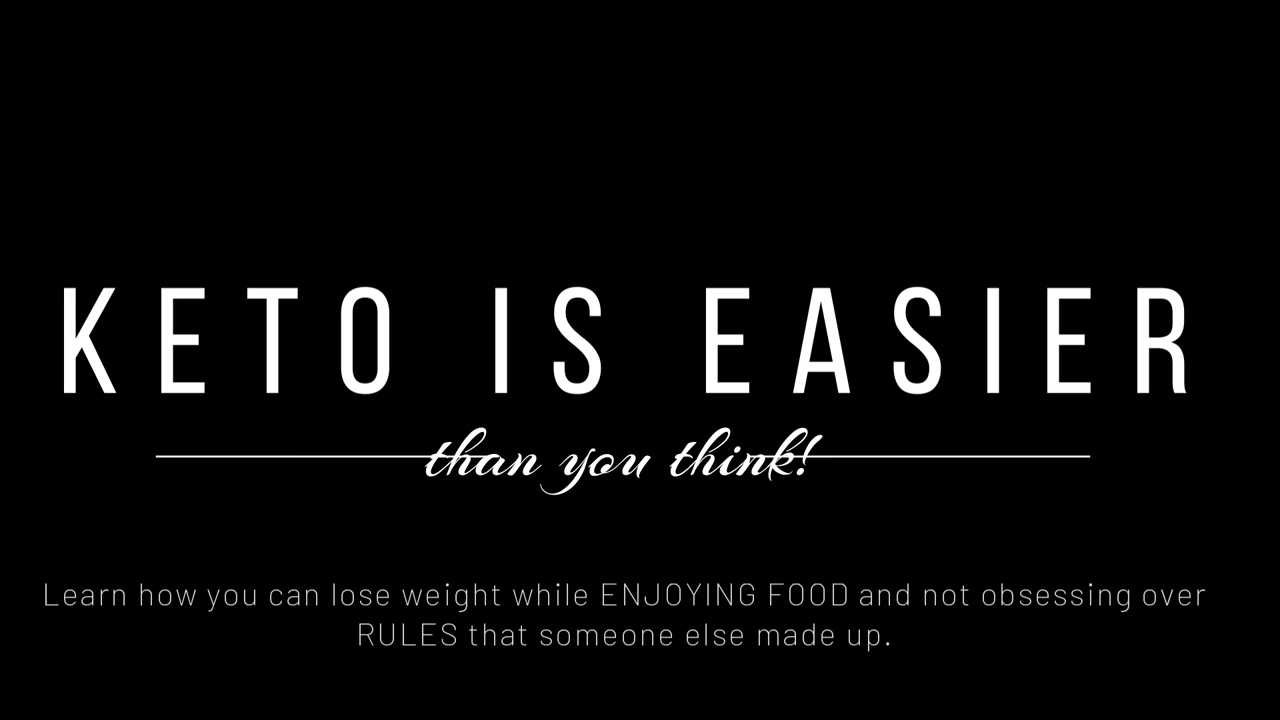 KETO IS EASIER
than you think!
Learn how you can lose weight while ENJOYING FOOD and not obsessing over
RULES that someone else made up.